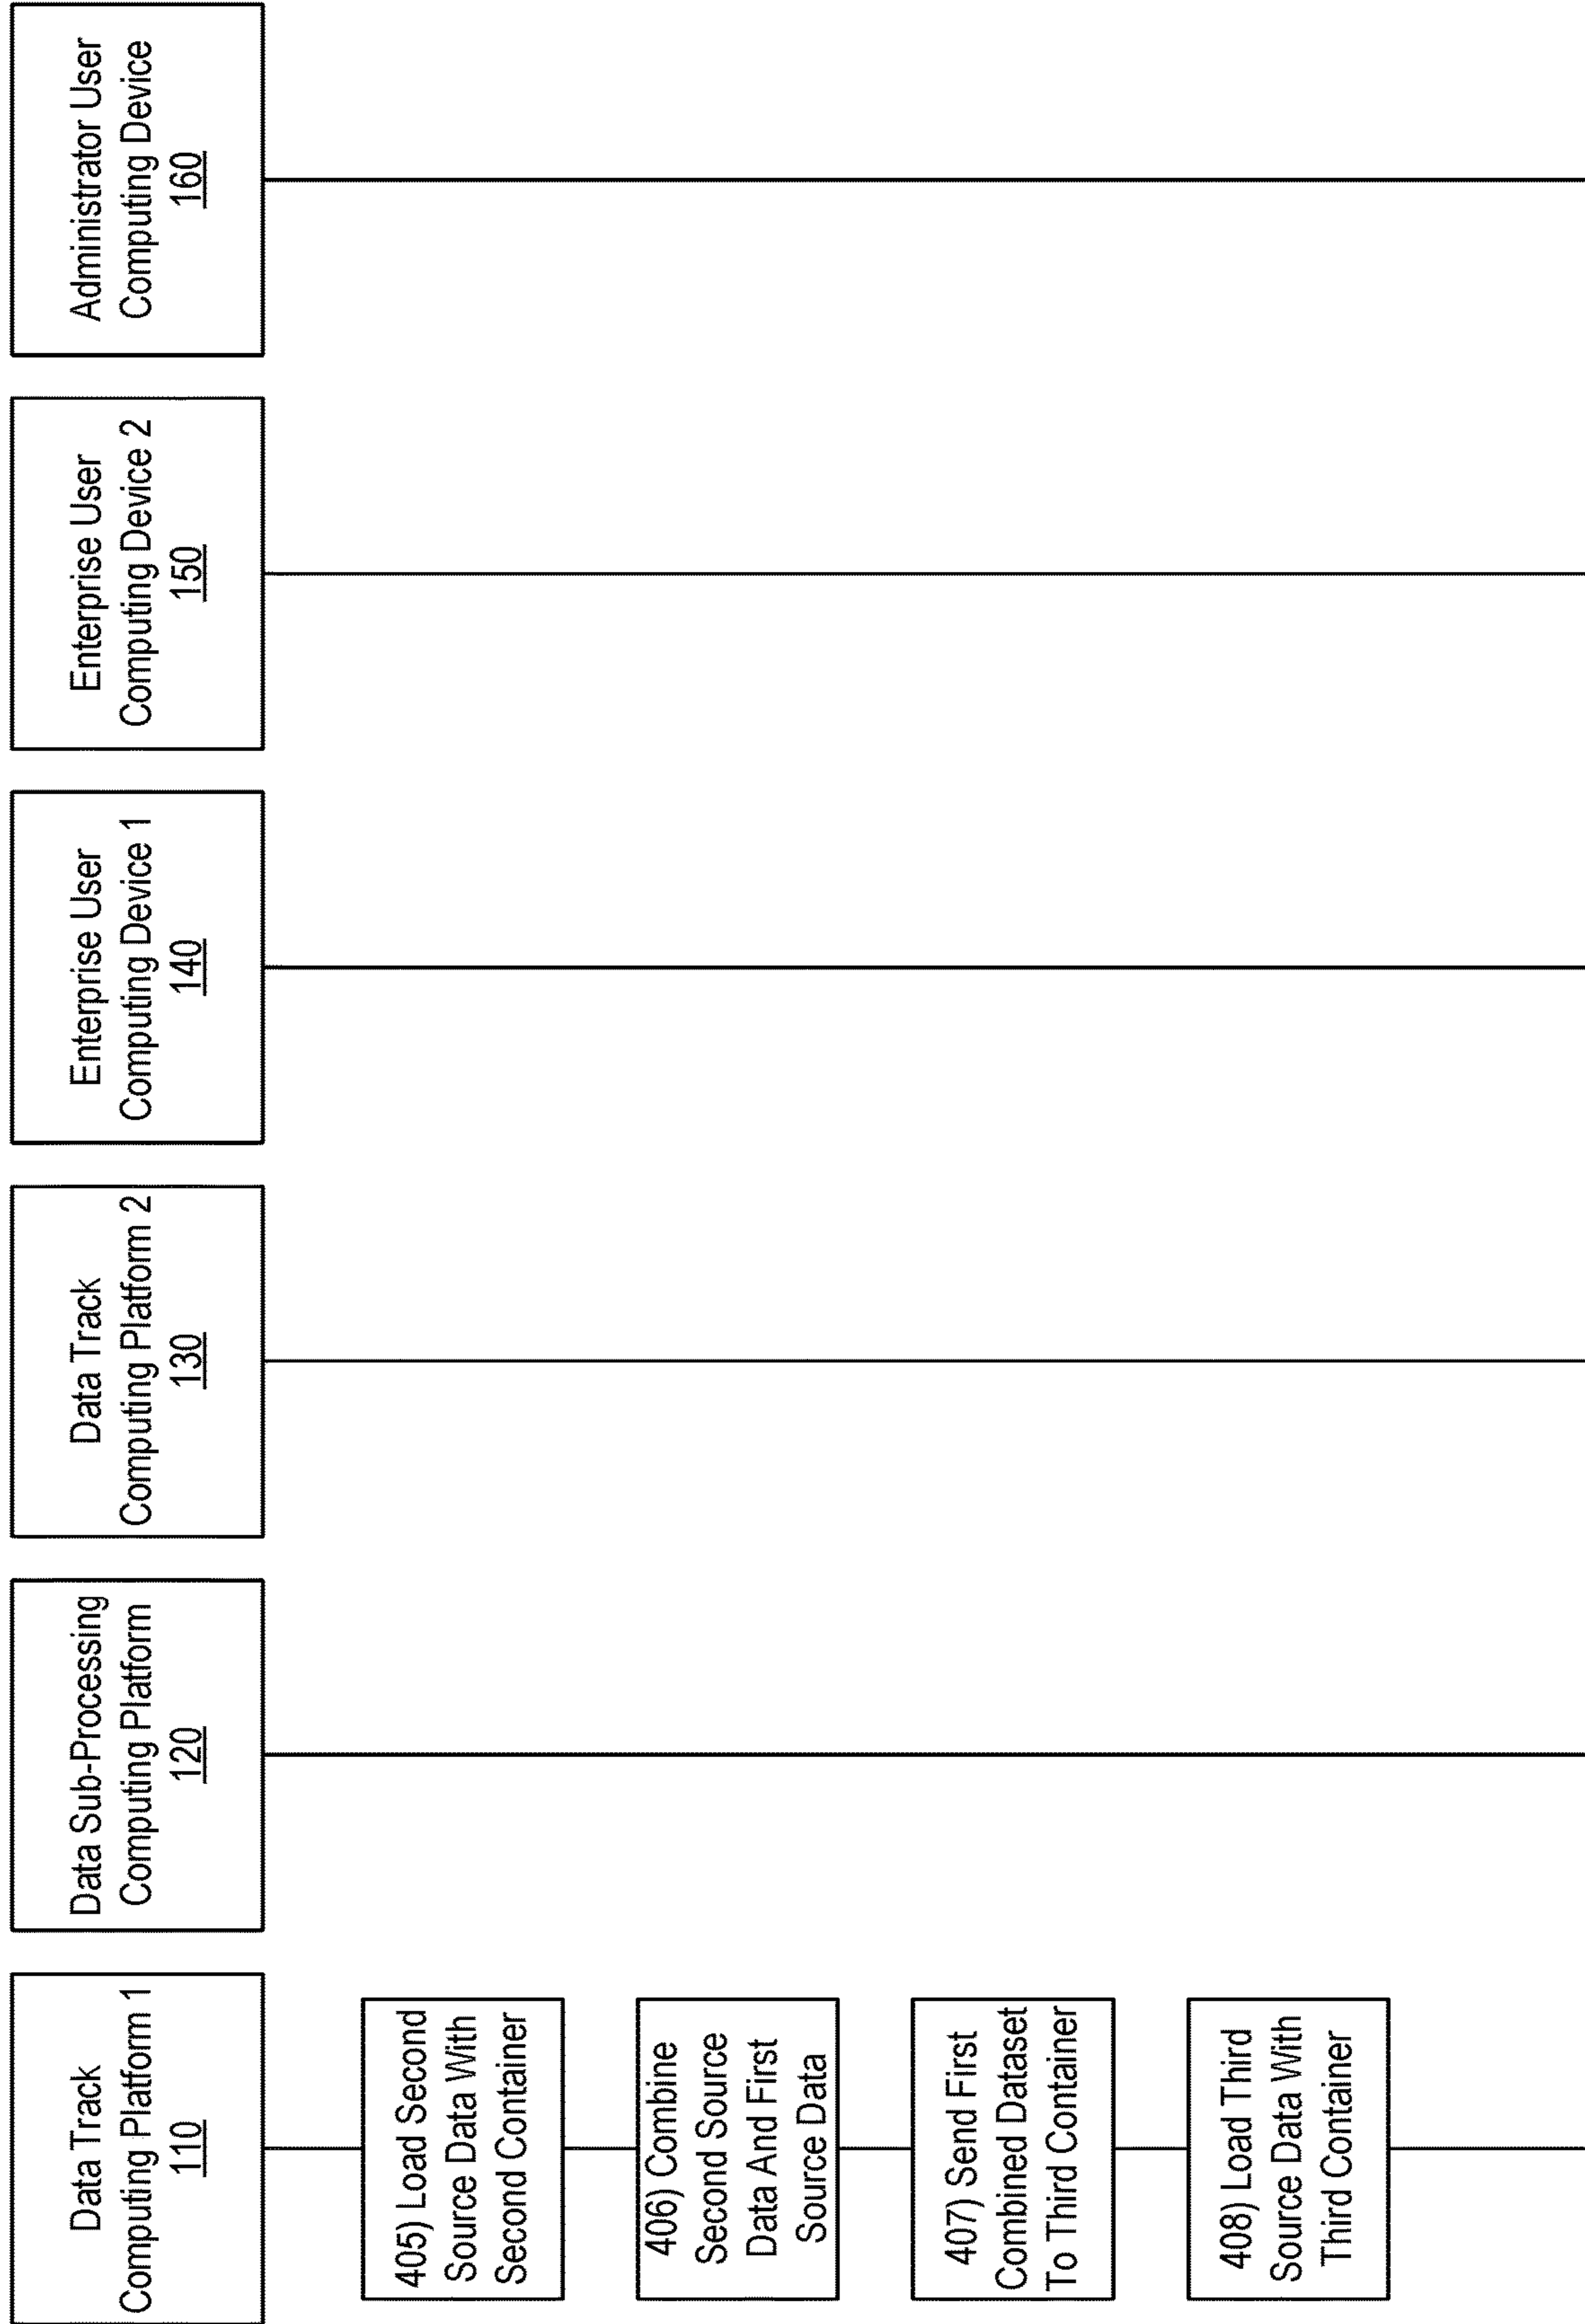 Data Track
Computing Platform 1
110
Data Sub-Processing
Computing Platform
120
Data Track
Computing Platform 2
130
Enterprise User
Computing Device 1
140
Enterprise User
Computing Device 2
150
Administrator User
Computing Device
160
405) Load Second
Source Data With
Second Container
406) Combine
Second Source
Data And First
Source Data
407) Send First
Combined Dataset
To Third Container
408) Load Third
Source Data With
Third Container